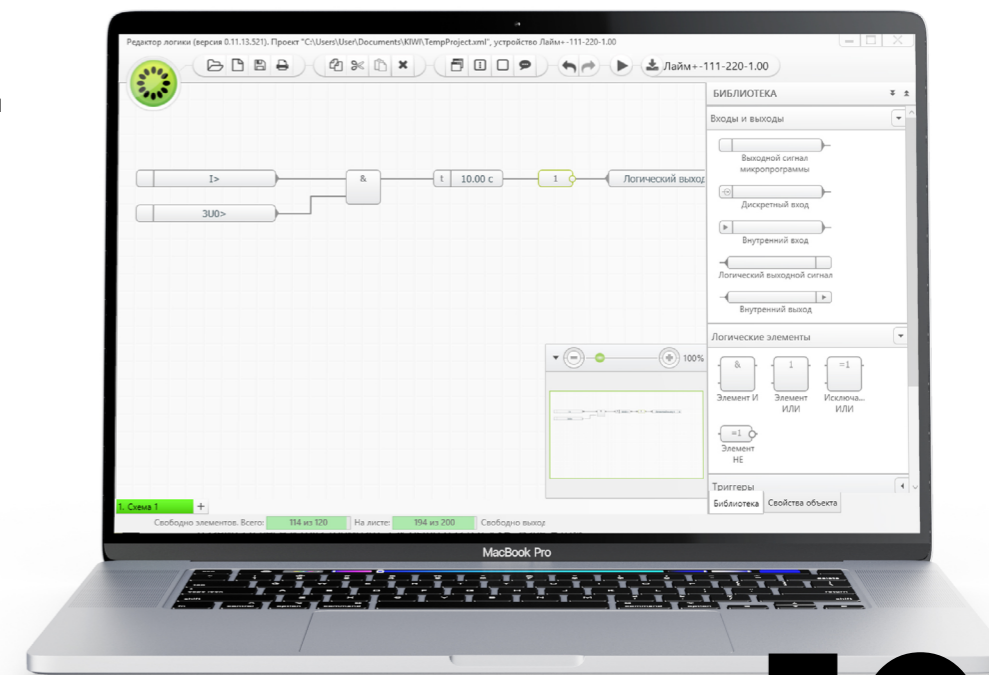 Редактор логики (версия 0.11.13.521). Проект "C:\Users\User\Documents\KIWI\TempProject.xml", устройство Лайм+-111-220-1.00
Лайм+-111-220-1.00
БИБЛИОТЕКА
Входы и выходы
Выходной сигнал
микропрограммы
Дискретный вход
Внутренний вход
Логический выходной сигнал
Внутренний выход
I>
&
t 10.00 с
1
Логический выход
3U0>
Логические элементы
100%
&
1
=1
Элемент И
Элемент
ИЛИ
Исключа...
ИЛИ
=1
Элемент
НЕ
Триггеры
Библиотека
Свойства объекта
1. Схема 1
+
Свободно элементов. Всего: 114 из 120 На листе: 194 из 200 Свободно выход
MacBook Pro